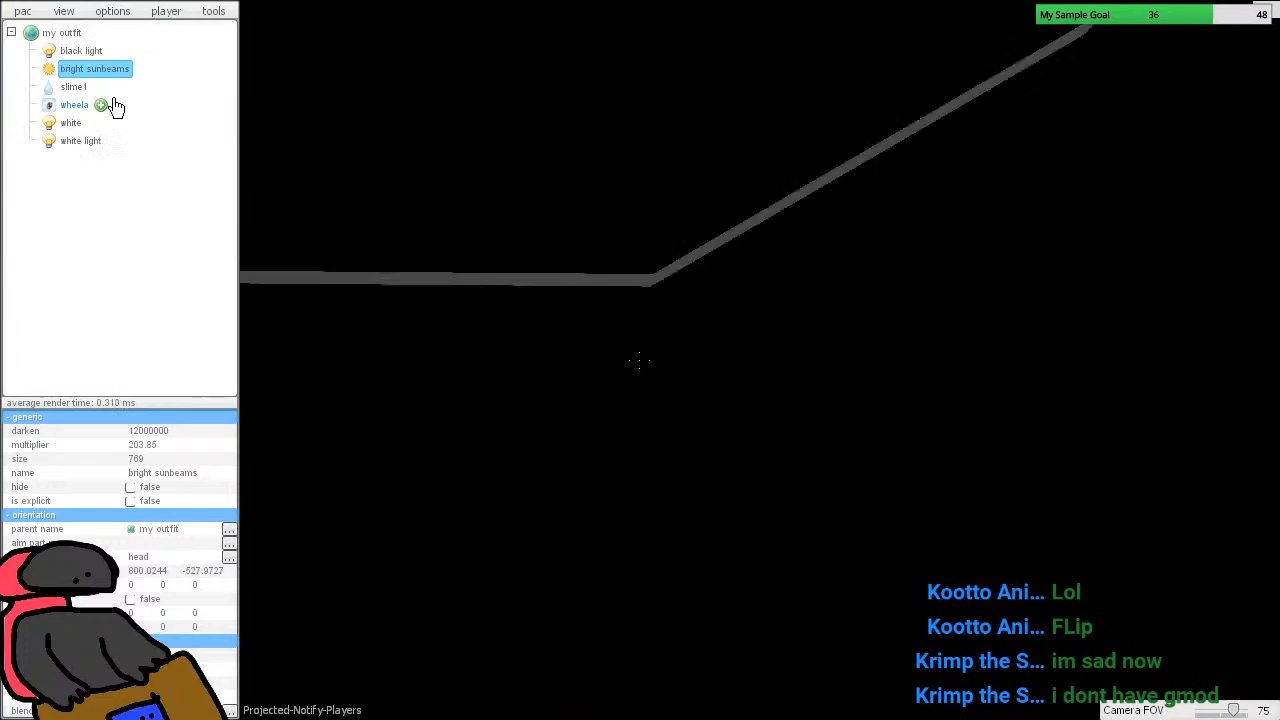 pac view options player tools
My Sample Goal 36 48
my outfit
black light
bright sunbeams
slime1
wheela
white
white light
average render time: 0.310 ms
- generic
darken 12000000
multiplier 203.85
size 769
name bright sunbeams
hide false
is explicit false
- orientation
parent name my outfit ...
aim part ...
head ...
800.0244 -527.9727
0 0 0
false
0 0 0
0 0 0
Kootto Ani... Lol
Kootto Ani... FLip
Krimp the S... im sad now
Krimp the S... i dont have gmod
Projected-Notify-Players
Camera FOV 75